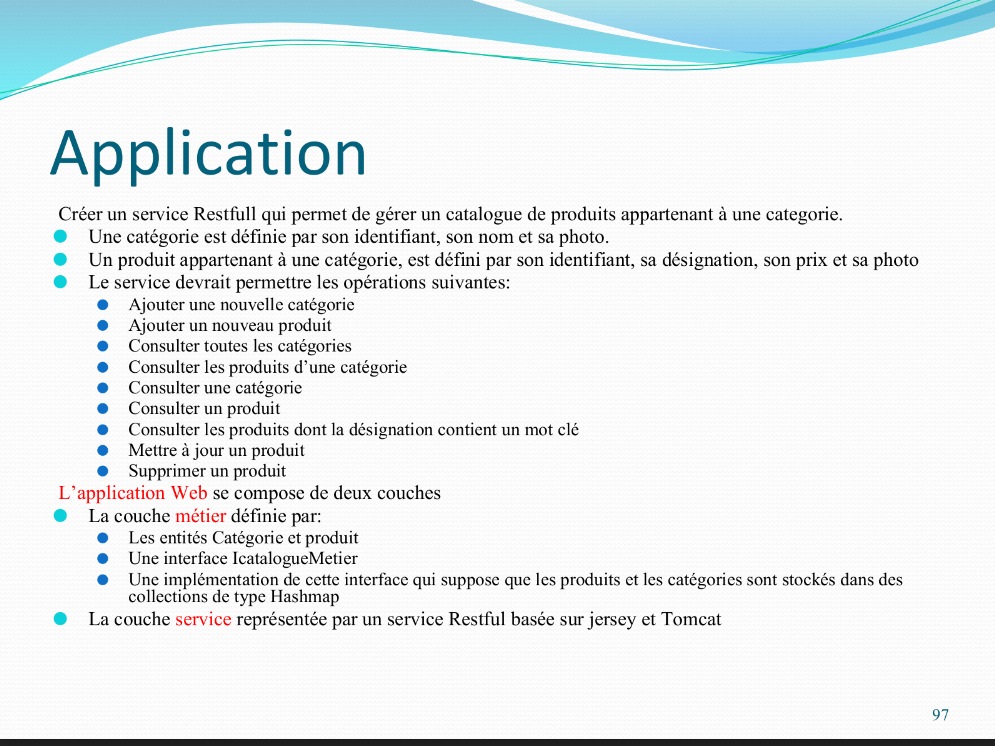 Application
Créer un service Restfull qui permet de gérer un catalogue de produits appartenant à une categorie.
Une catégorie est définie par son identifiant, son nom et sa photo.
Un produit appartenant à une catégorie, est défini par son identifiant, sa désignation, son prix et sa photo
Le service devrait permettre les opérations suivantes:
Ajouter une nouvelle catégorie
Ajouter un nouveau produit
Consulter toutes les catégories
Consulter les produits d’une catégorie
Consulter une catégorie
Consulter un produit
Consulter les produits dont la désignation contient un mot clé
Mettre à jour un produit
Supprimer un produit
L’application Web se compose de deux couches
La couche métier définie par:
Les entités Catégorie et produit
Une interface IcatalogueMetier
Une implémentation de cette interface qui suppose que les produits et les catégories sont stockés dans des
collections de type Hashmap
La couche service représentée par un service Restful basée sur jersey et Tomcat
97